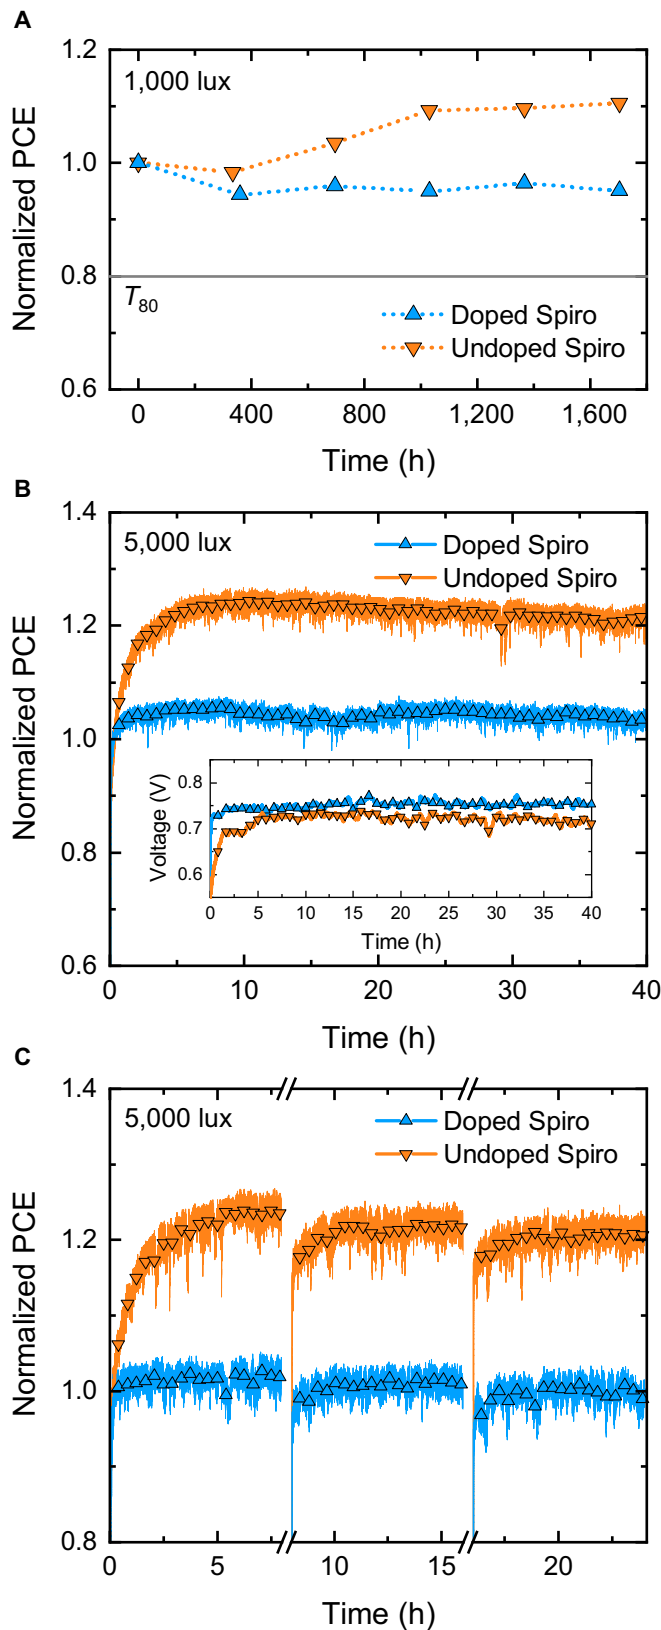 A
1,000 lux
1.2
1.0
0.8
0.6
Normalized PCE
T80
Doped Spiro
Undoped Spiro
0 400 800 1,200 1,600
Time (h)
B
5,000 lux
1.4
1.2
1.0
0.8
0.6
Normalized PCE
Doped Spiro
Undoped Spiro
0.8
0.7
0.6
Voltage (V)
0 5 10 15 20 25 30 35 40
Time (h)
0 10 20 30 40
Time (h)
C
5,000 lux
1.4
1.2
1.0
0.8
Normalized PCE
Doped Spiro
Undoped Spiro
0 5 10 15 20
Time (h)